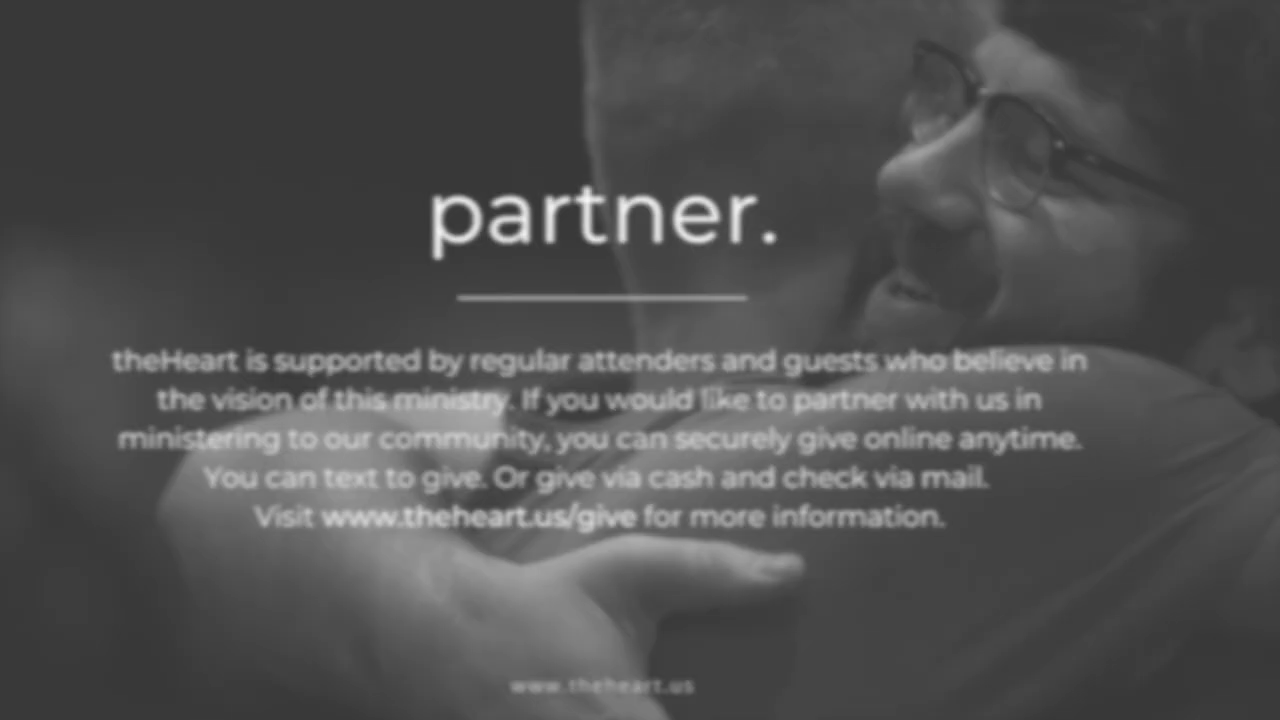 partner.
theHeart is supported by regular attenders and guests who believe in
the vision of this ministry. If you would like to partner with us in
ministering to our community, you can securely give online anytime.
You can text to give. Or give via cash and check via mail.
Visit www.theheart.us/give for more information.
www.theheart.us